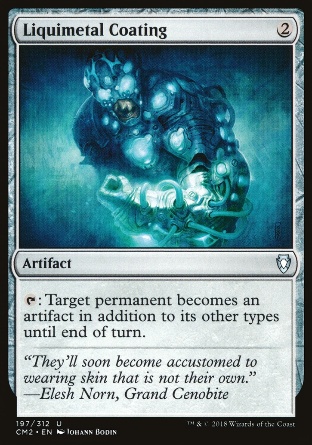 Liquimetal Coating 2
Artifact
: Target permanent becomes an
artifact in addition to its other types
until end of turn.
“They’ll soon become accustomed to
wearing skin that is not their own.”
—Elesh Norn, Grand Cenobite
197/312 U
CM2 • EN Johann Bodin
™ & © 2018 Wizards of the Coast